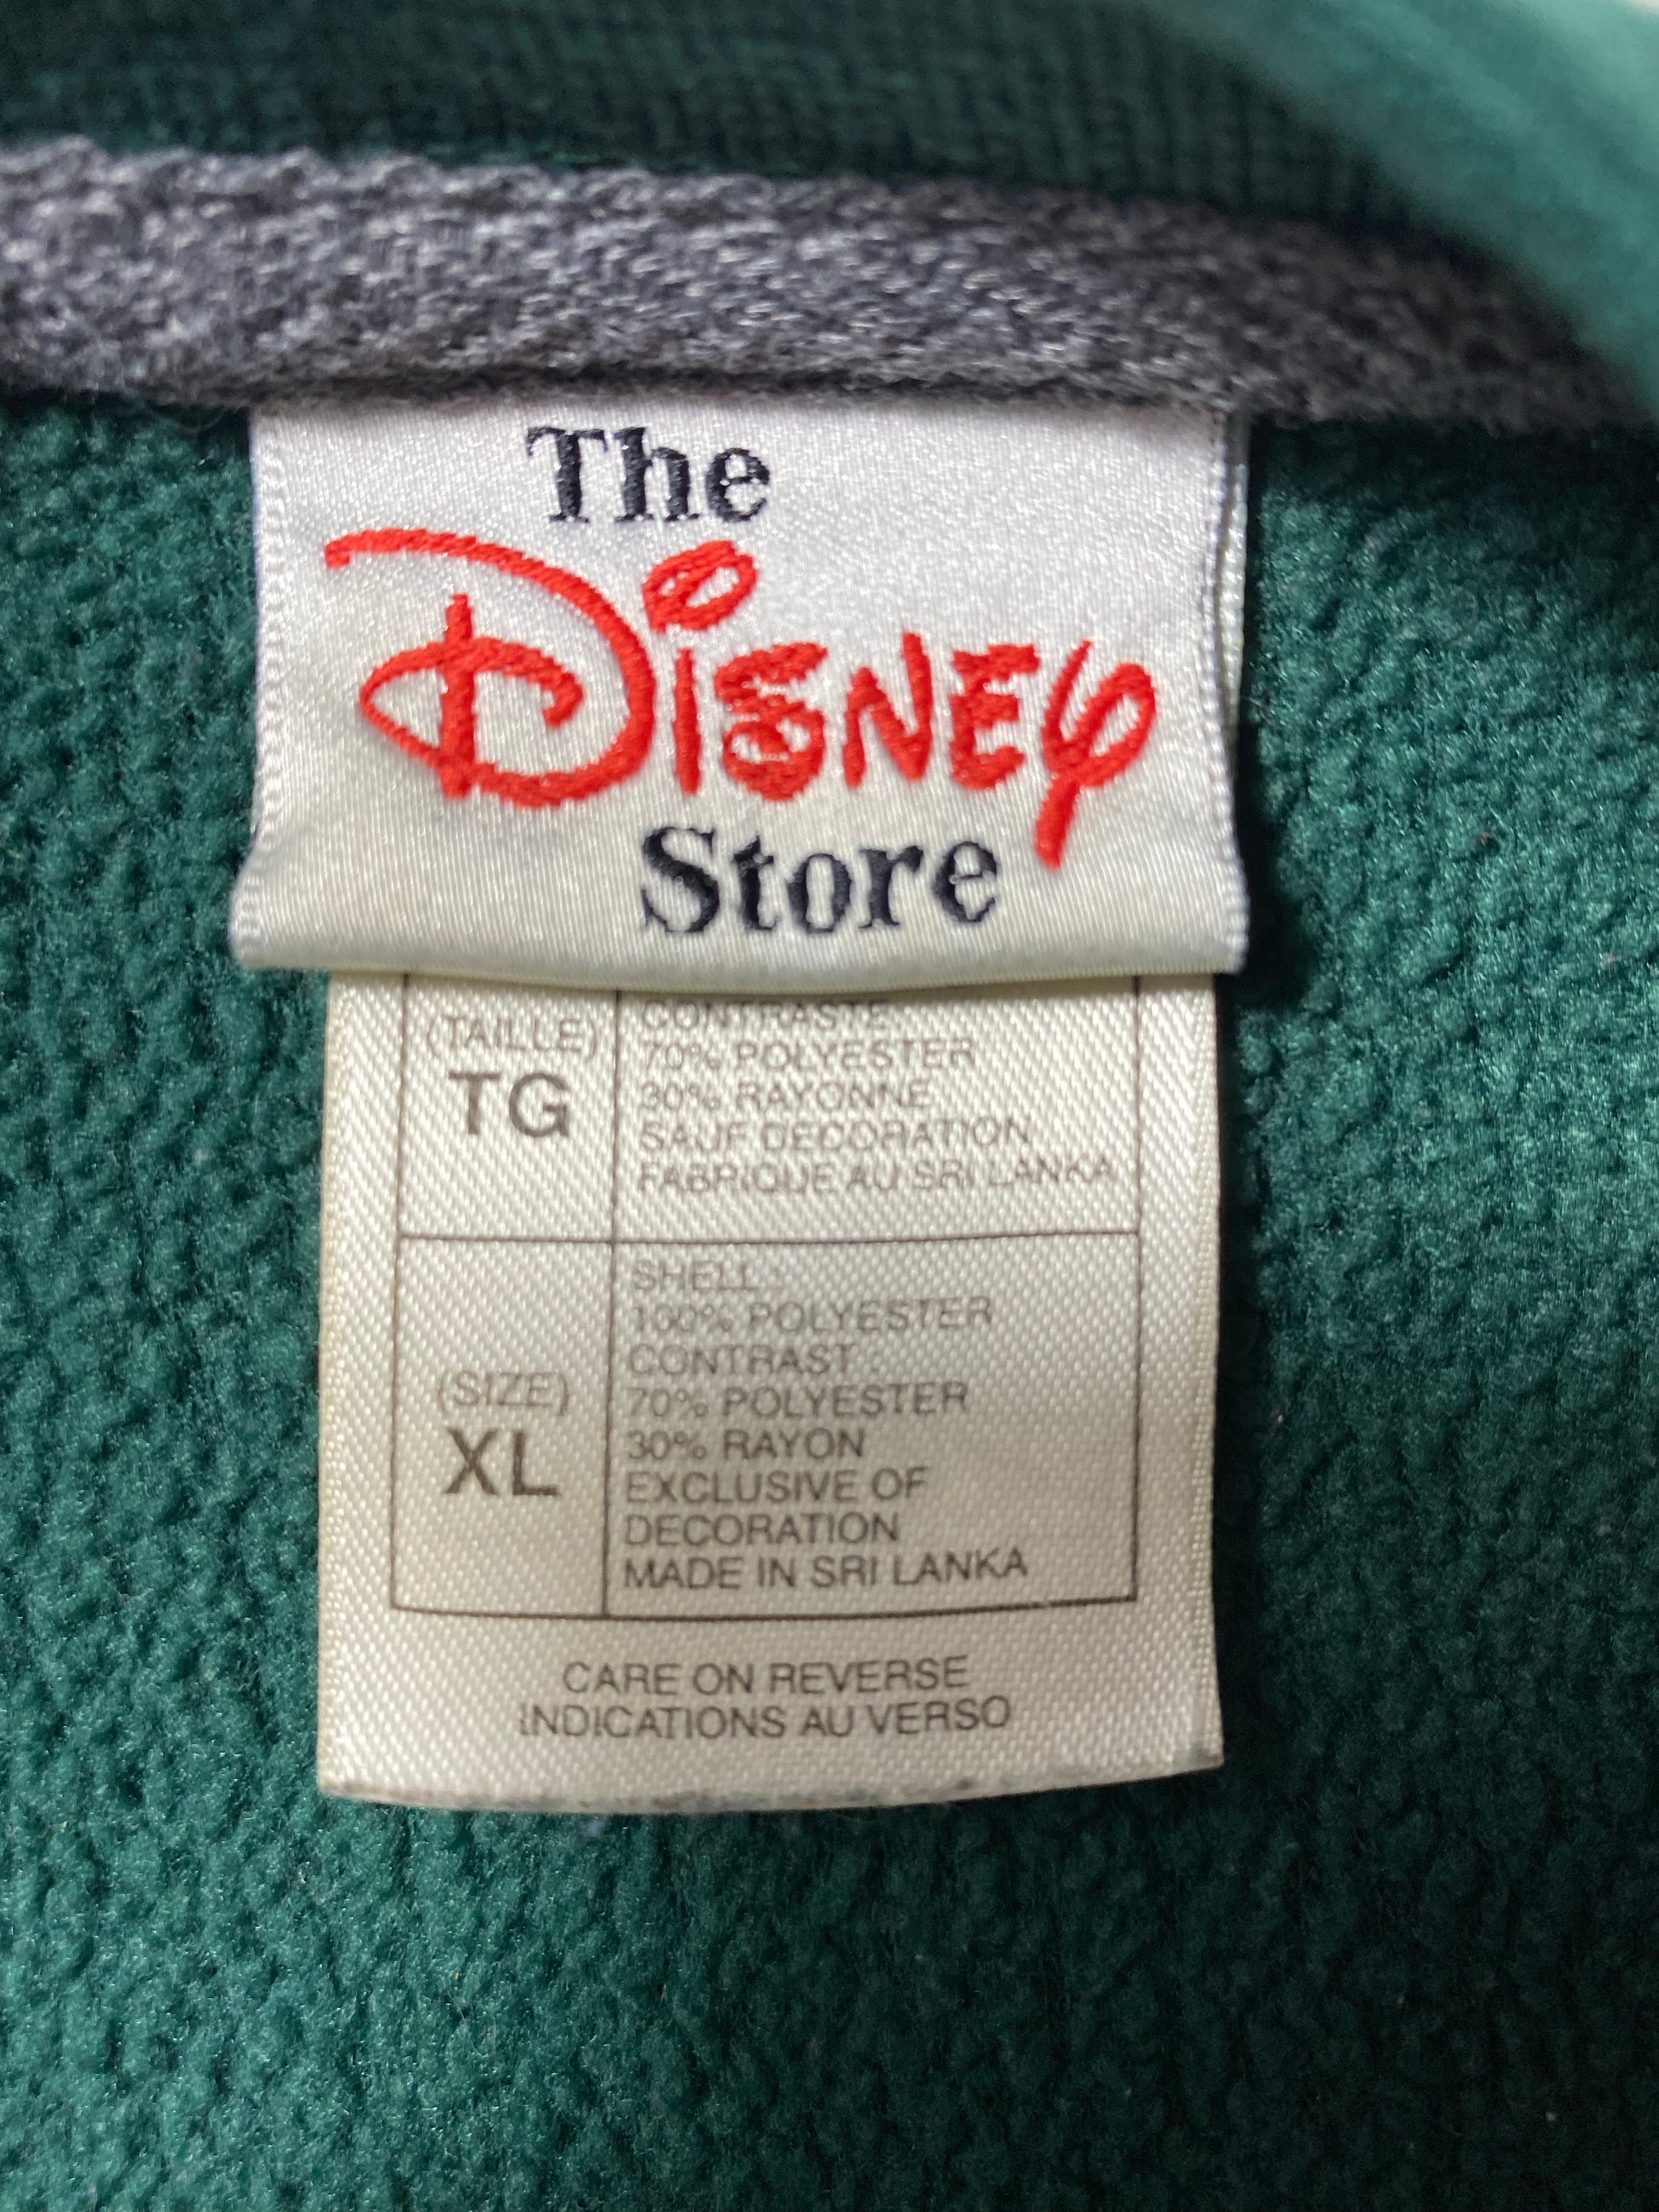 The
DISNEY
Store
(TAILLE)
TG
CONTRASTE
70% POLYESTER
30% RAYONNE
SAUF DECORATION
FABRIQUE AU SRI LANKA
(SIZE)
XL
SHELL :
100% POLYESTER
CONTRAST :
70% POLYESTER
30% RAYON
EXCLUSIVE OF
DECORATION
MADE IN SRI LANKA
CARE ON REVERSE
INDICATIONS AU VERSO